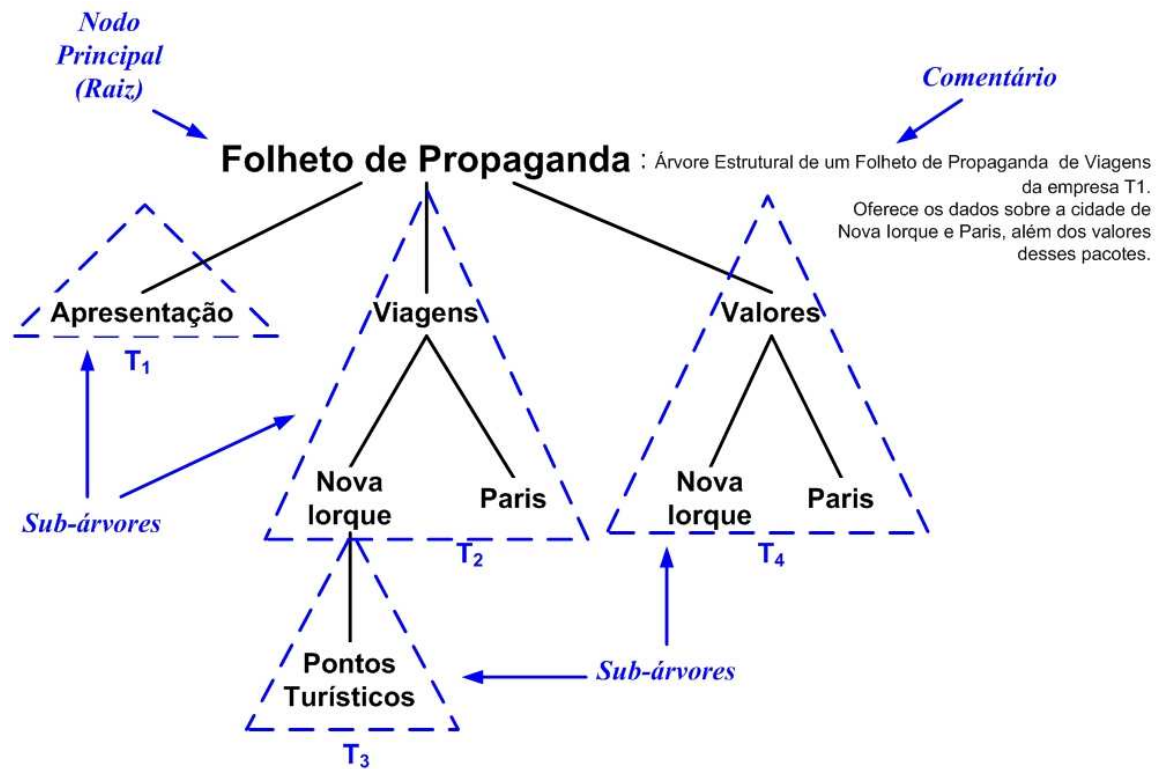 Nodo
Principal
(Raiz)
Comentário
Folheto de Propaganda : Árvore Estrutural de um Folheto de Propaganda de Viagens
da empresa T1.
Oferece os dados sobre a cidade de
Nova Iorque e Paris, além dos valores
desses pacotes.
Apresentação
Viagens
Valores
T₁
Nova
Iorque
Paris
Nova
Iorque
Paris
Sub-árvores
T₂
T₄
Pontos
Turísticos
Sub-árvores
T₃